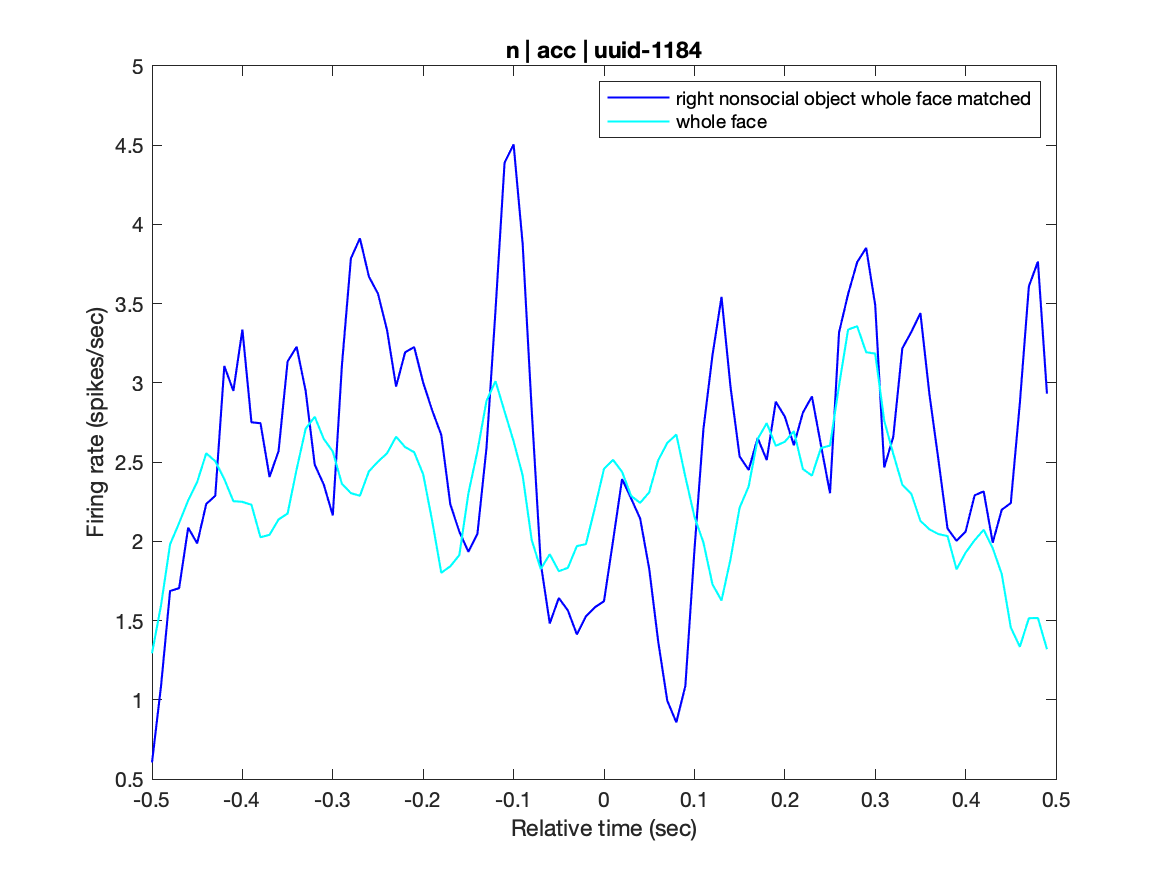 n | acc | uuid-1184
right nonsocial object whole face matched
whole face
5
4.5
4
3.5
3
2.5
2
1.5
1
0.5
Firing rate (spikes/sec)
-0.5 -0.4 -0.3 -0.2 -0.1 0 0.1 0.2 0.3 0.4 0.5
Relative time (sec)